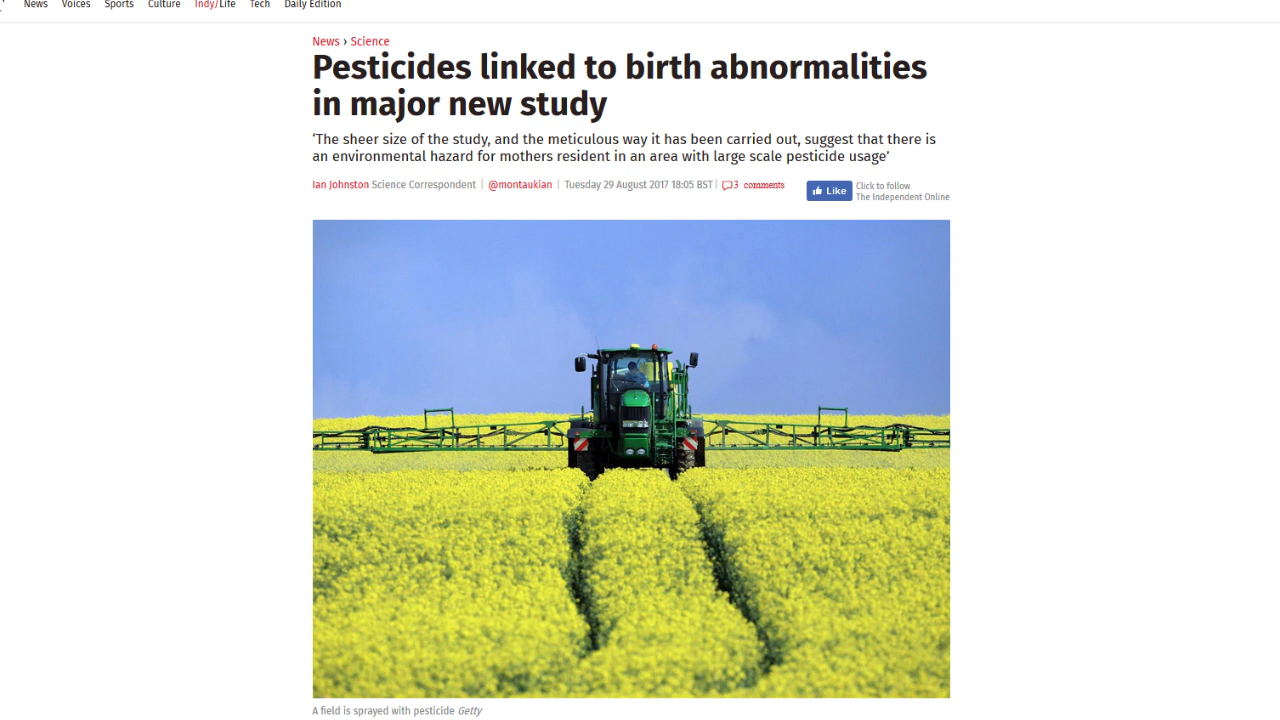 News Voices Sports Culture Indy/Life Tech Daily Edition
News › Science
Pesticides linked to birth abnormalities
in major new study
‘The sheer size of the study, and the meticulous way it has been carried out, suggest that there is
an environmental hazard for mothers resident in an area with large scale pesticide usage’
Ian Johnston Science Correspondent | @montaukian | Tuesday 29 August 2017 18:05 BST | 3 comments
Like
Click to follow
The Independent Online
A field is sprayed with pesticide Getty